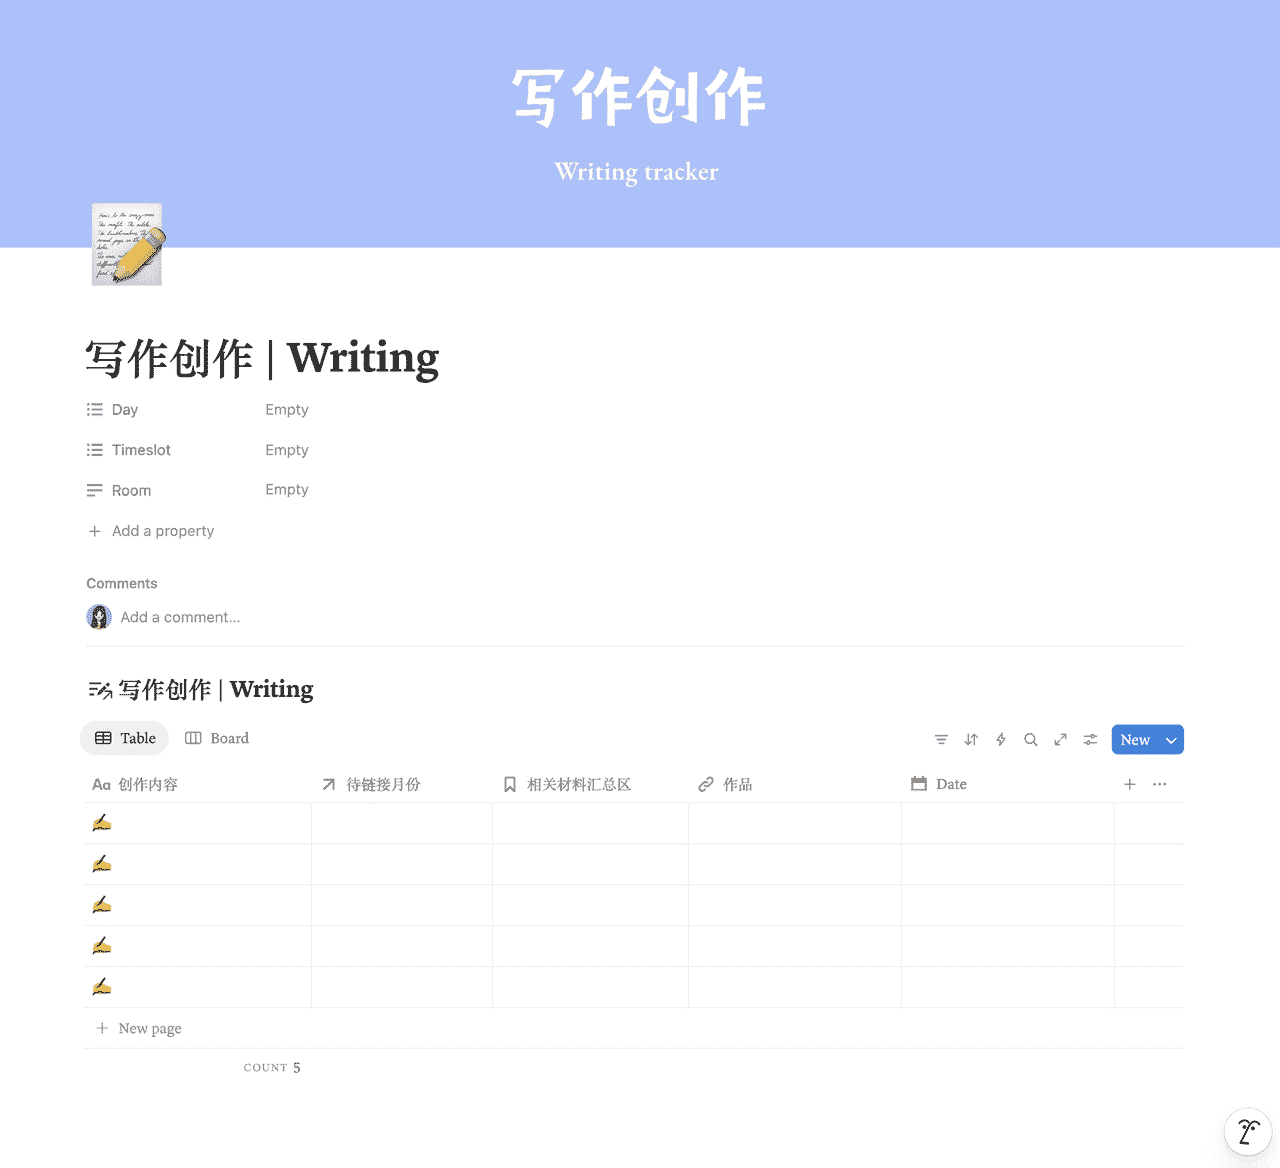 写作创作
Writing tracker
写作创作 | Writing
Day Empty
Timeslot Empty
Room Empty
Add a property
Comments
Add a comment...
写作创作 | Writing
Table Board New
Aa 创作内容 待链接月份 相关材料汇总区 作品 Date
New page
COUNT 5